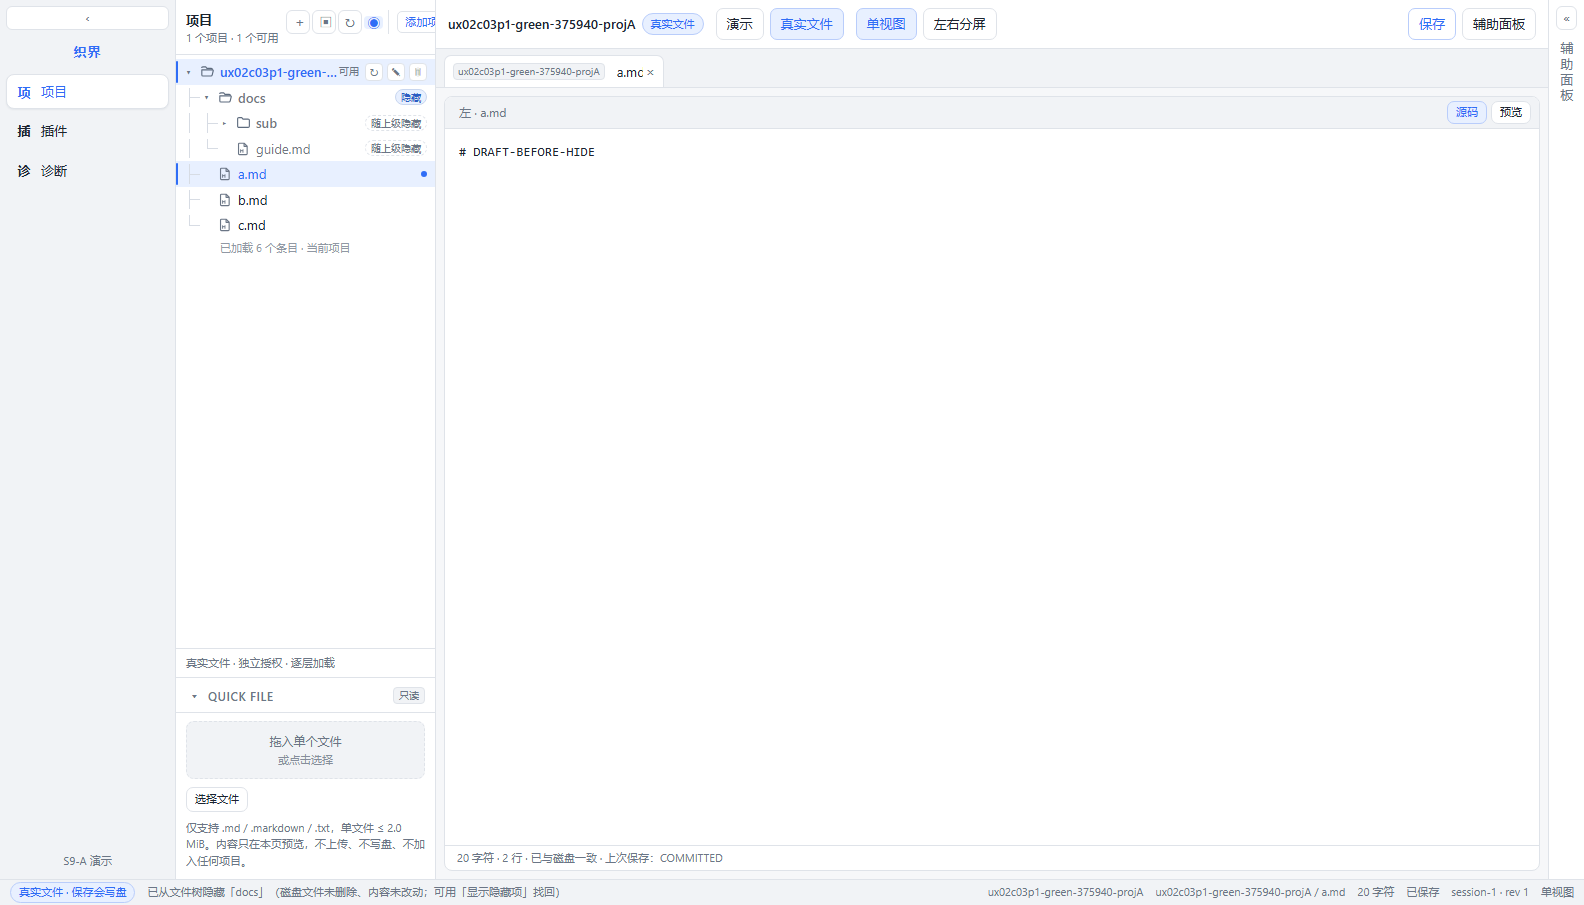 ‹
织界
项 项目
插 插件
诊 诊断
S9-A 演示
项目
1 个项目 · 1 个可用
+ ↻ 添加项
ux02c03p1-green-... 可用 ↻
docs 隐藏
sub 随上级隐藏
guide.md 随上级隐藏
a.md
b.md
c.md
已加载 6 个条目 · 当前项目
真实文件 · 独立授权 · 逐层加载
QUICK FILE 只读
拖入单个文件
或点击选择
选择文件
仅支持 .md / .markdown / .txt，单文件 ≤ 2.0
MiB。内容只在本页预览，不上传、不写盘、不加
入任何项目。
ux02c03p1-green-375940-projA 真实文件 演示 真实文件 单视图 左右分屏 保存 辅助面板
ux02c03p1-green-375940-projA a.mc ×
左 · a.md 源码 预览
# DRAFT-BEFORE-HIDE
20 字符 · 2 行 · 已与磁盘一致 · 上次保存：COMMITTED
«
辅助面板
真实文件 · 保存会写盘 已从文件树隐藏「docs」（磁盘文件未删除、内容未改动；可用「显示隐藏项」找回） ux02c03p1-green-375940-projA ux02c03p1-green-375940-projA / a.md 20 字符 已保存 session-1 · rev 1 单视图